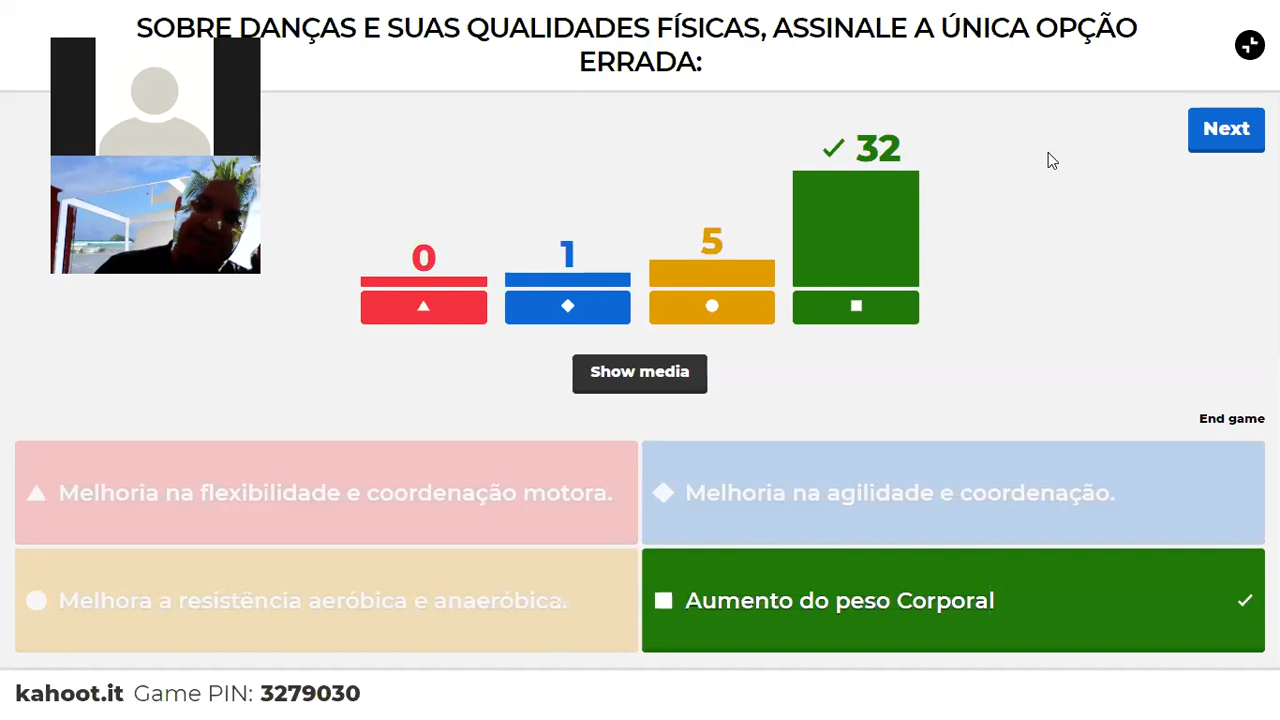 SOBRE DANÇAS E SUAS QUALIDADES FÍSICAS, ASSINALE A ÚNICA OPÇÃO
ERRADA:
Next
0
1
5
32
Show media
End game
Melhoria na flexibilidade e coordenação motora.
Melhoria na agilidade e coordenação.
Melhora a resistência aeróbica e anaeróbica.
Aumento do peso Corporal
kahoot.it Game PIN: 3279030